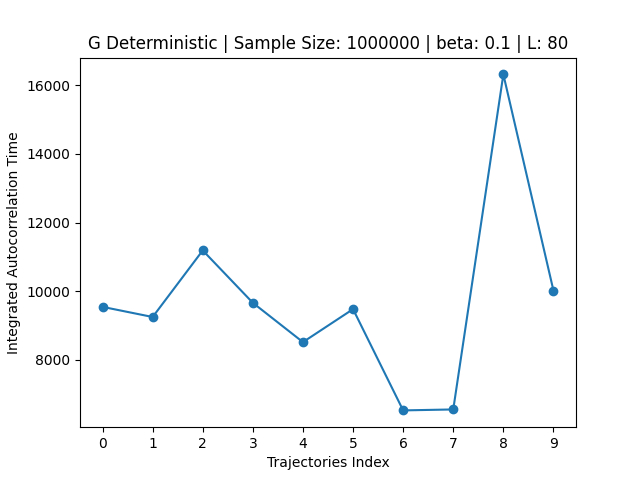 G Deterministic | Sample Size: 1000000 | beta: 0.1 | L: 80
Integrated Autocorrelation Time
16000
14000
12000
10000
8000
0 1 2 3 4 5 6 7 8 9
Trajectories Index